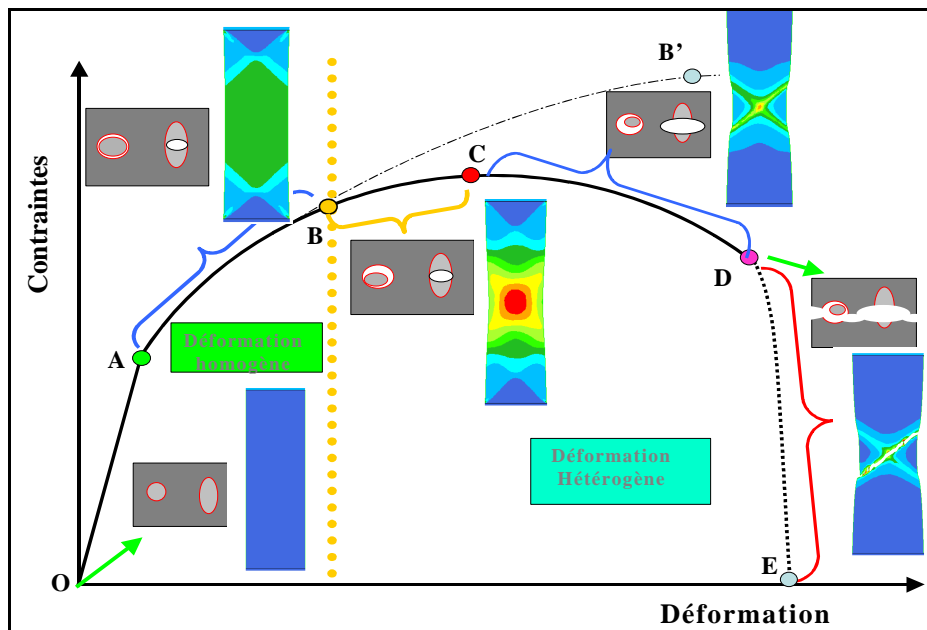 B’
C
Contraintes
B
D
A
Déformation
homogène
Déformation
Hétérogène
O
E
Déformation